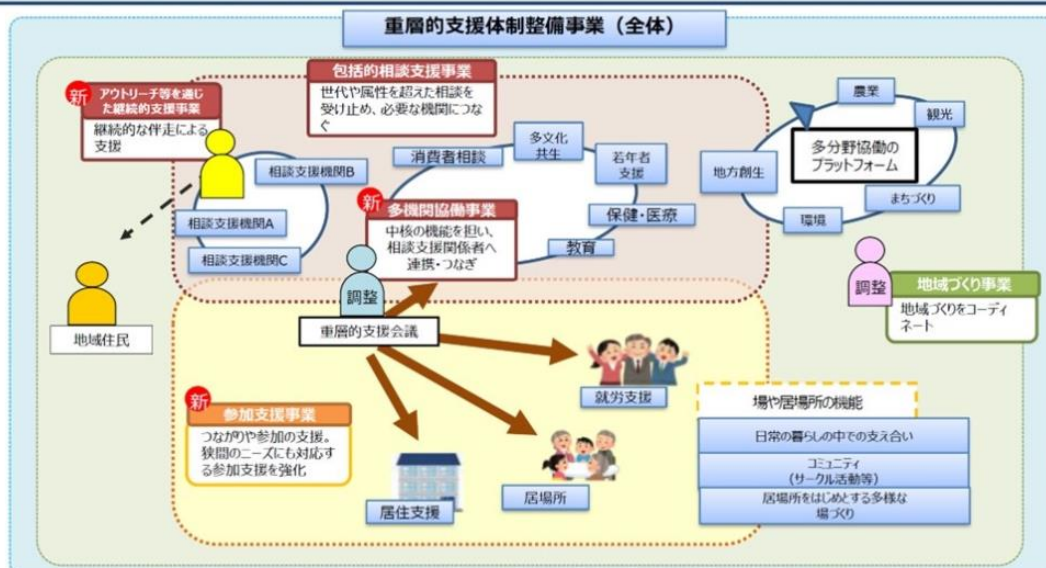 重層的支援体制整備事業（全体）
新
アウトリーチ等を通じ
た継続的支援事業
継続的な伴走による
支援
包括的相談支援事業
世代や属性を超えた相談を
受け止め、必要な機関につな
ぐ
相談支援機関B
相談支援機関A
相談支援機関C
消費者相談
多文化
共生
若年者
支援
保健・医療
教育
新
多機関協働事業
中核の機能を担い、
相談支援関係者へ
連携・つなぎ
農業
観光
多分野協働の
プラットフォーム
地方創生
まちづくり
環境
調整
地域づくり事業
地域づくりをコーディ
ネート
地域住民
調整
重層的支援会議
新
参加支援事業
つながりや参加の支援。
狭間のニーズにも対応す
る参加支援を強化
就労支援
居場所
居住支援
場や居場所の機能
日常の暮らしの中での支え合い
コミュニティ
（サークル活動等）
居場所をはじめとする多様な
場づくり